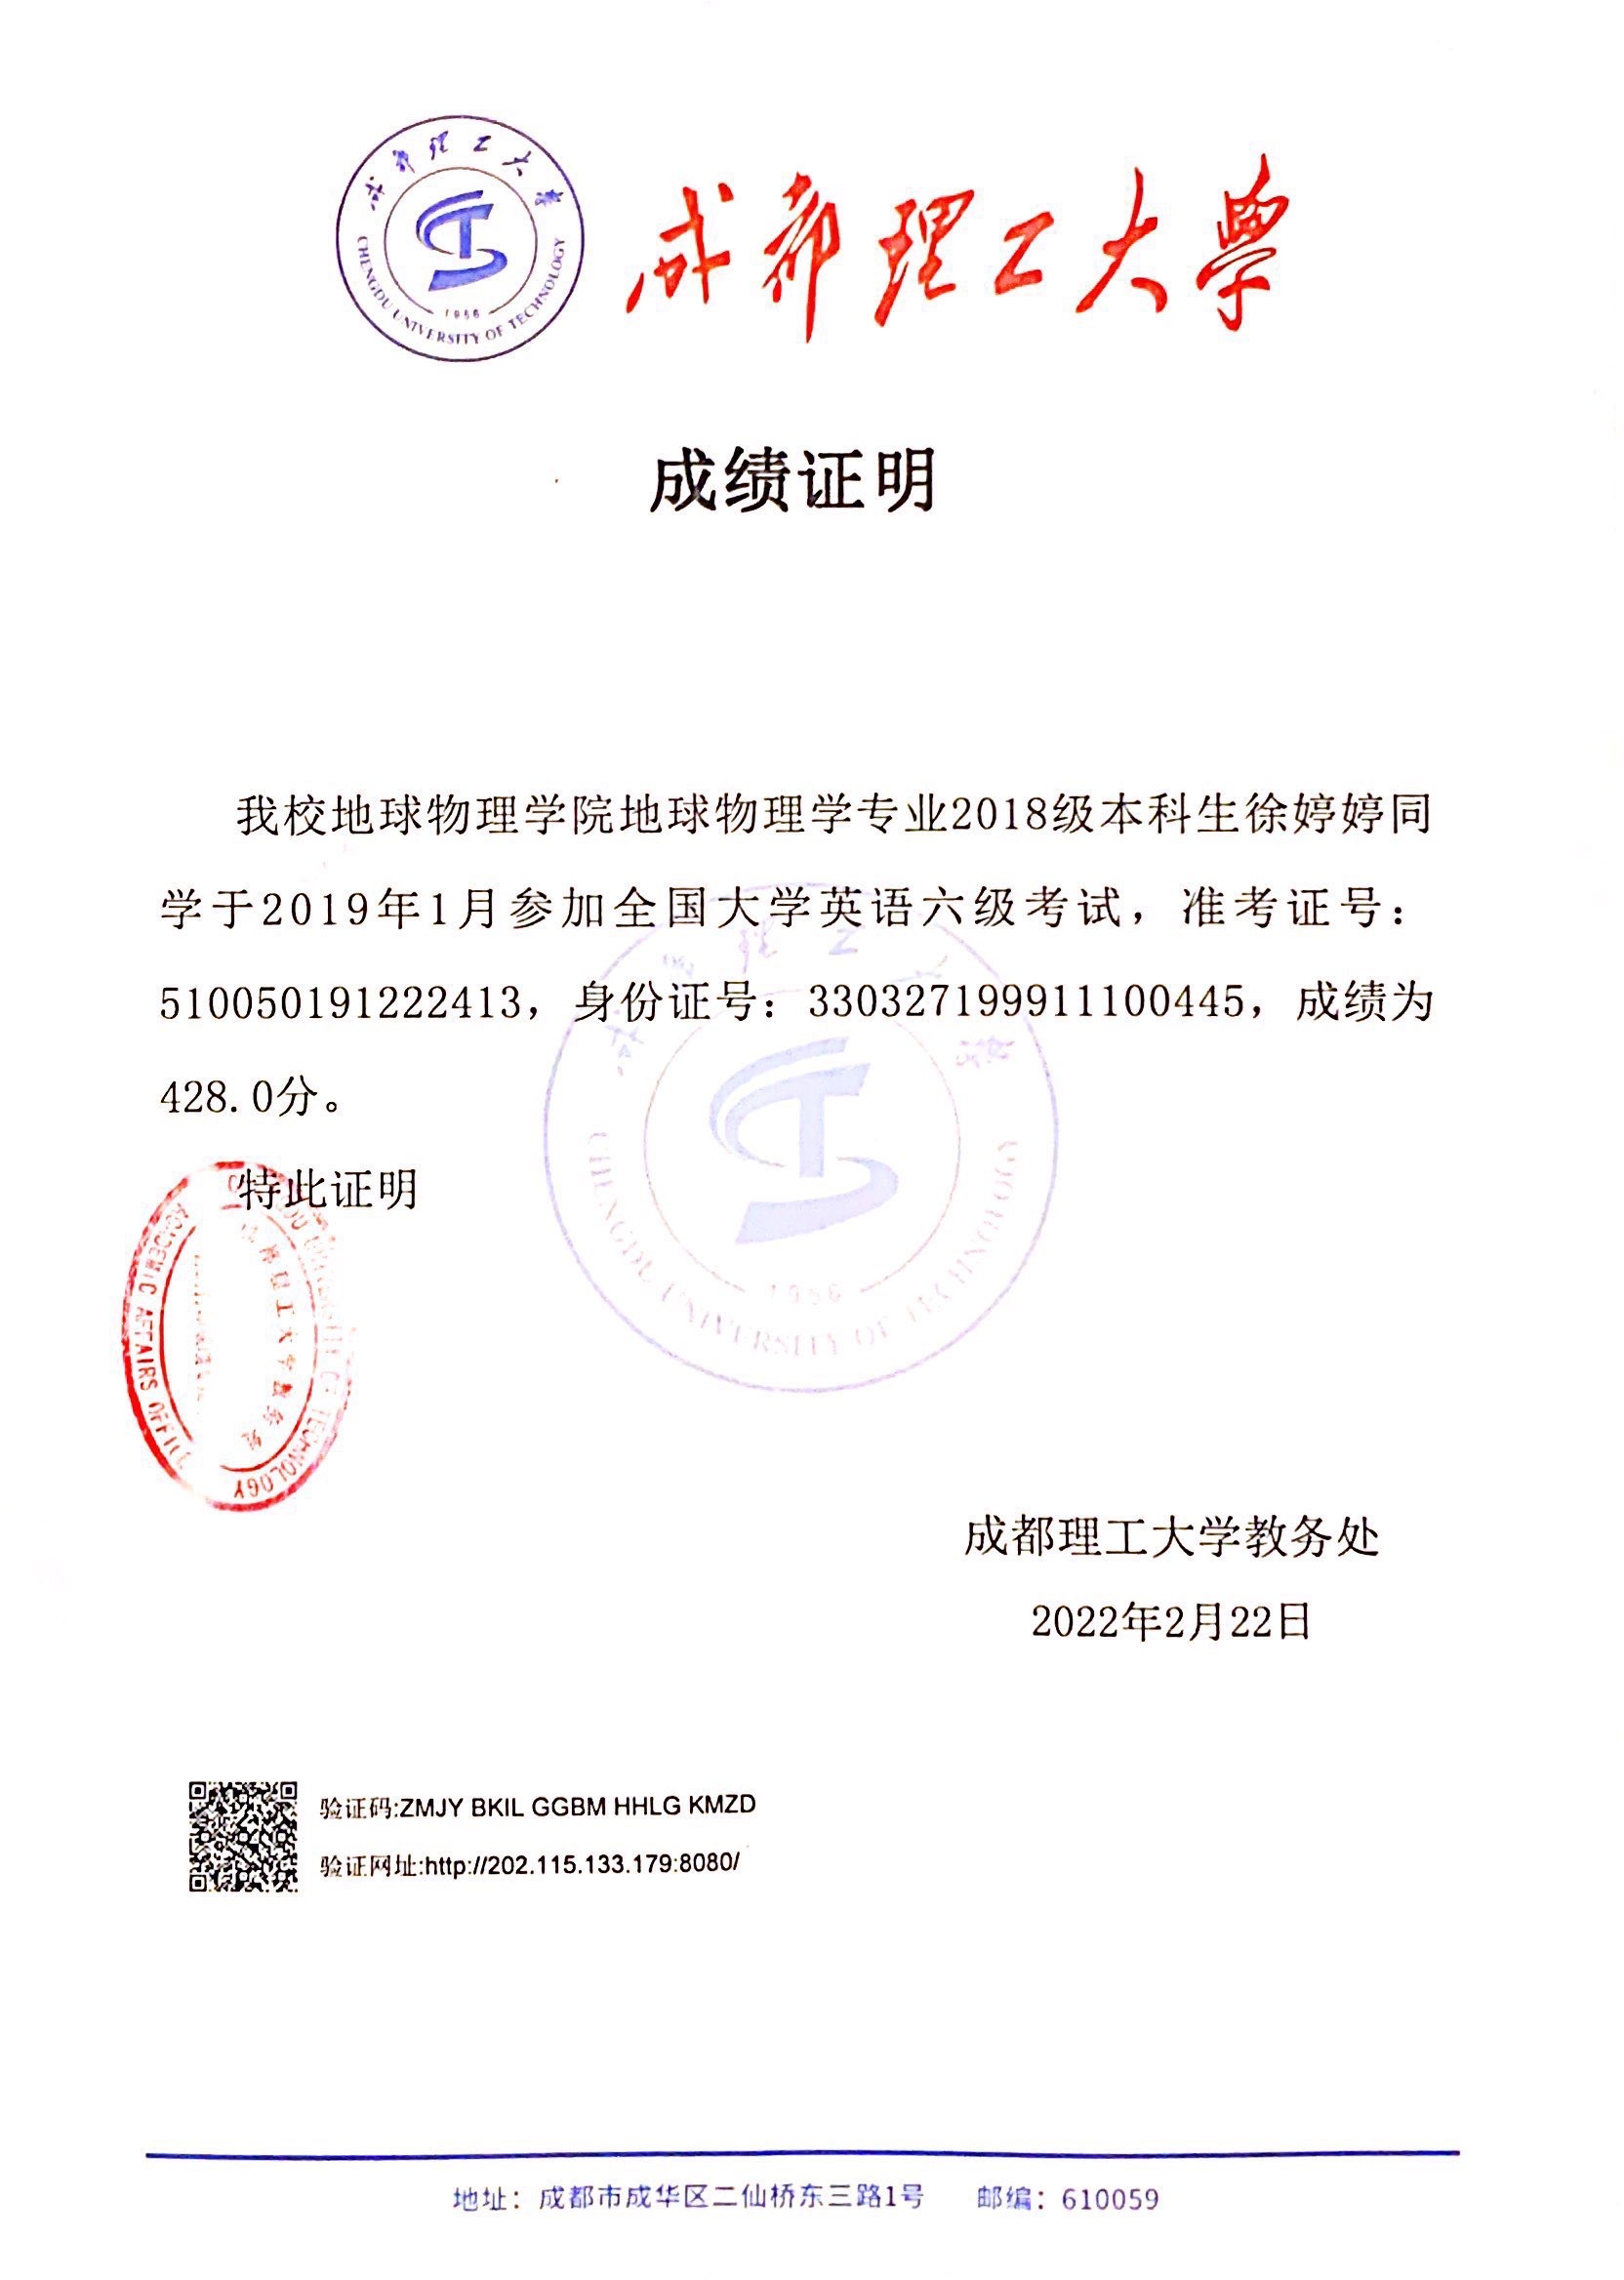 成都理工大学
CHENGDU UNIVERSITY OF TECHNOLOGY
1956
成都理工大学
成绩证明
我校地球物理学院地球物理学专业2018级本科生徐婷婷同
学于2019年1月参加全国大学英语六级考试，准考证号：
510050191222413，身份证号：330327199911100445，成绩为
428.0分。
特此证明
CHENGDU UNIVERSITY OF TECHNOLOGY
1956
成都理工大学教务处
ACADEMIC AFFAIRS OFFICE
成都理工大学教务处
2022年2月22日
验证码:ZMJY BKIL GGBM HHLG KMZD
验证网址:http://202.115.133.179:8080/
地址：成都市成华区二仙桥东三路1号 邮编：610059